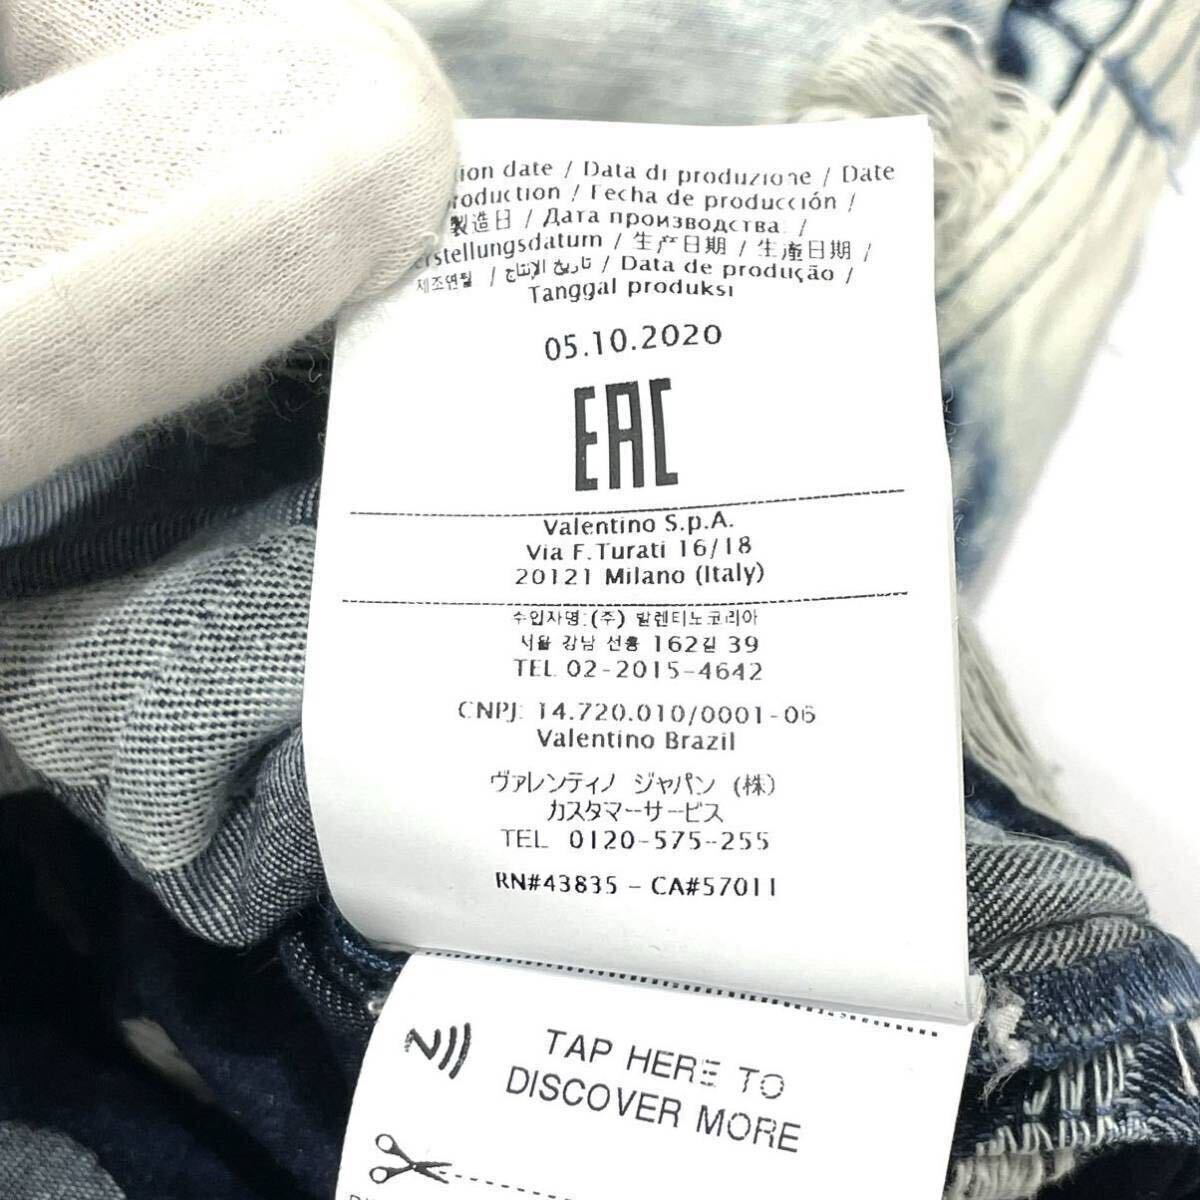 ion date / Data di produzione / Date
roduction / Fecha de producción /
製造日 / Дата производства: /
erstellungsdatum / 生产日期 / 生產日期 /
제조연월 / تاريخ الإنتاج / Data de produção /
Tanggal produksi
05.10.2020
EAC
Valentino S.p.A.
Via F.Turati 16/18
20121 Milano (Italy)
수입자명:(주) 발렌티노코리아
서울 강남 선릉 162길 39
TEL 02-2015-4642
CNPJ: 14.720.010/0001-06
Valentino Brazil
ヴァレンティノ ジャパン (株)
カスタマーサービス
TEL 0120-575-255
RN#43835 - CA#57011
TAP HERE TO
DISCOVER MORE